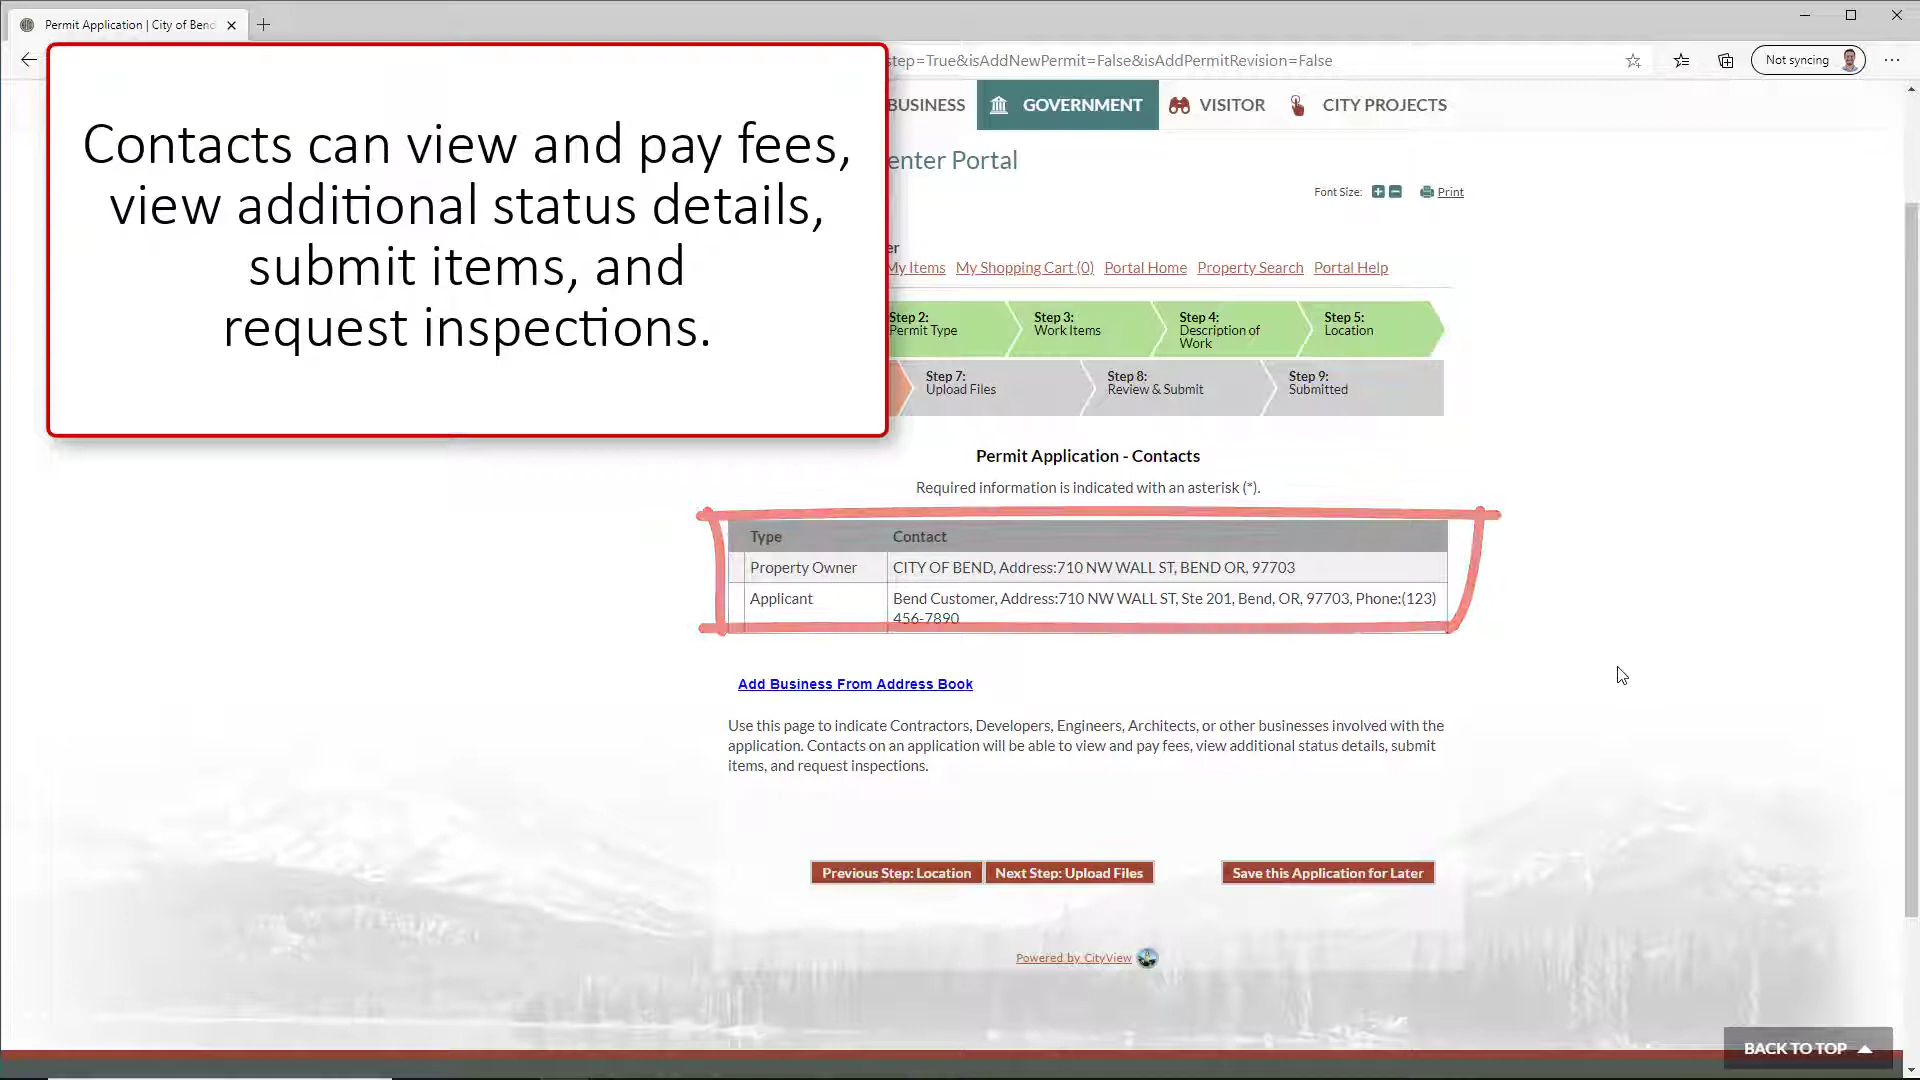 Permit Application | City of Bend
tep=True&isAddNewPermit=False&isAddPermitRevision=False
Not syncing
Contacts can view and pay fees,
view additional status details,
submit items, and
request inspections.
BUSINESS
GOVERNMENT
VISITOR
CITY PROJECTS
enter Portal
Font Size:
Print
er
My Items
My Shopping Cart (0)
Portal Home
Property Search
Portal Help
Step 2:
Permit Type
Step 3:
Work Items
Step 4:
Description of
Work
Step 5:
Location
Step 7:
Upload Files
Step 8:
Review & Submit
Step 9:
Submitted
Permit Application - Contacts
Required information is indicated with an asterisk (*).
Type
Contact
Property Owner
CITY OF BEND, Address:710 NW WALL ST, BEND OR, 97703
Applicant
Bend Customer, Address:710 NW WALL ST, Ste 201, Bend, OR, 97703, Phone:(123)
456-7890
Add Business From Address Book
Use this page to indicate Contractors, Developers, Engineers, Architects, or other businesses involved with the
application. Contacts on an application will be able to view and pay fees, view additional status details, submit
items, and request inspections.
Previous Step: Location
Next Step: Upload Files
Save this Application for Later
Powered by CityView
BACK TO TOP